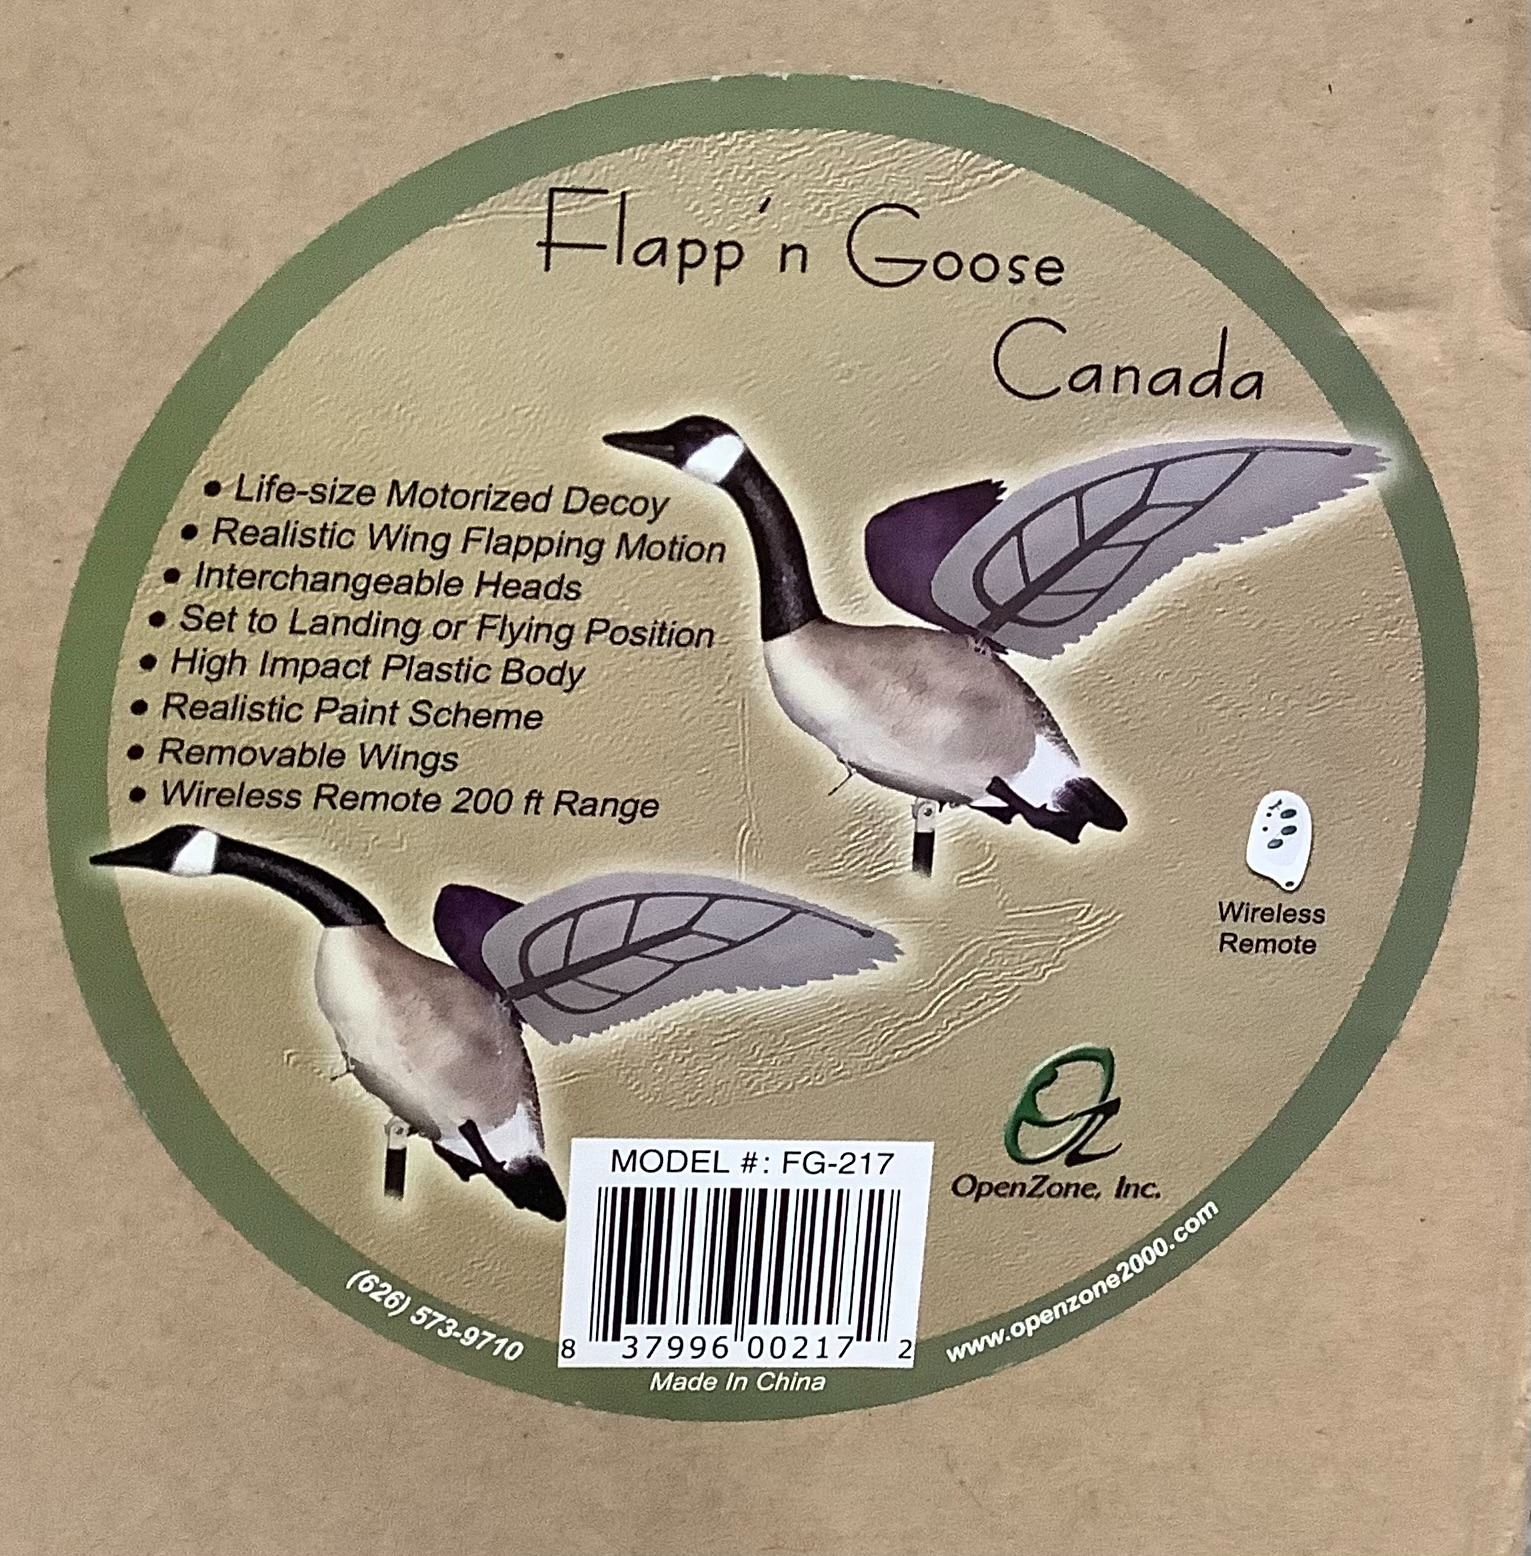 Flapp'n Goose
Canada
• Life-size Motorized Decoy
• Realistic Wing Flapping Motion
• Interchangeable Heads
• Set to Landing or Flying Position
• High Impact Plastic Body
• Realistic Paint Scheme
• Removable Wings
• Wireless Remote 200 ft Range
Wireless
Remote
OZ
OpenZone, Inc.
MODEL #: FG-217
8 37996 00217 2
(626) 573-9710
Made In China
www.openzone2000.com